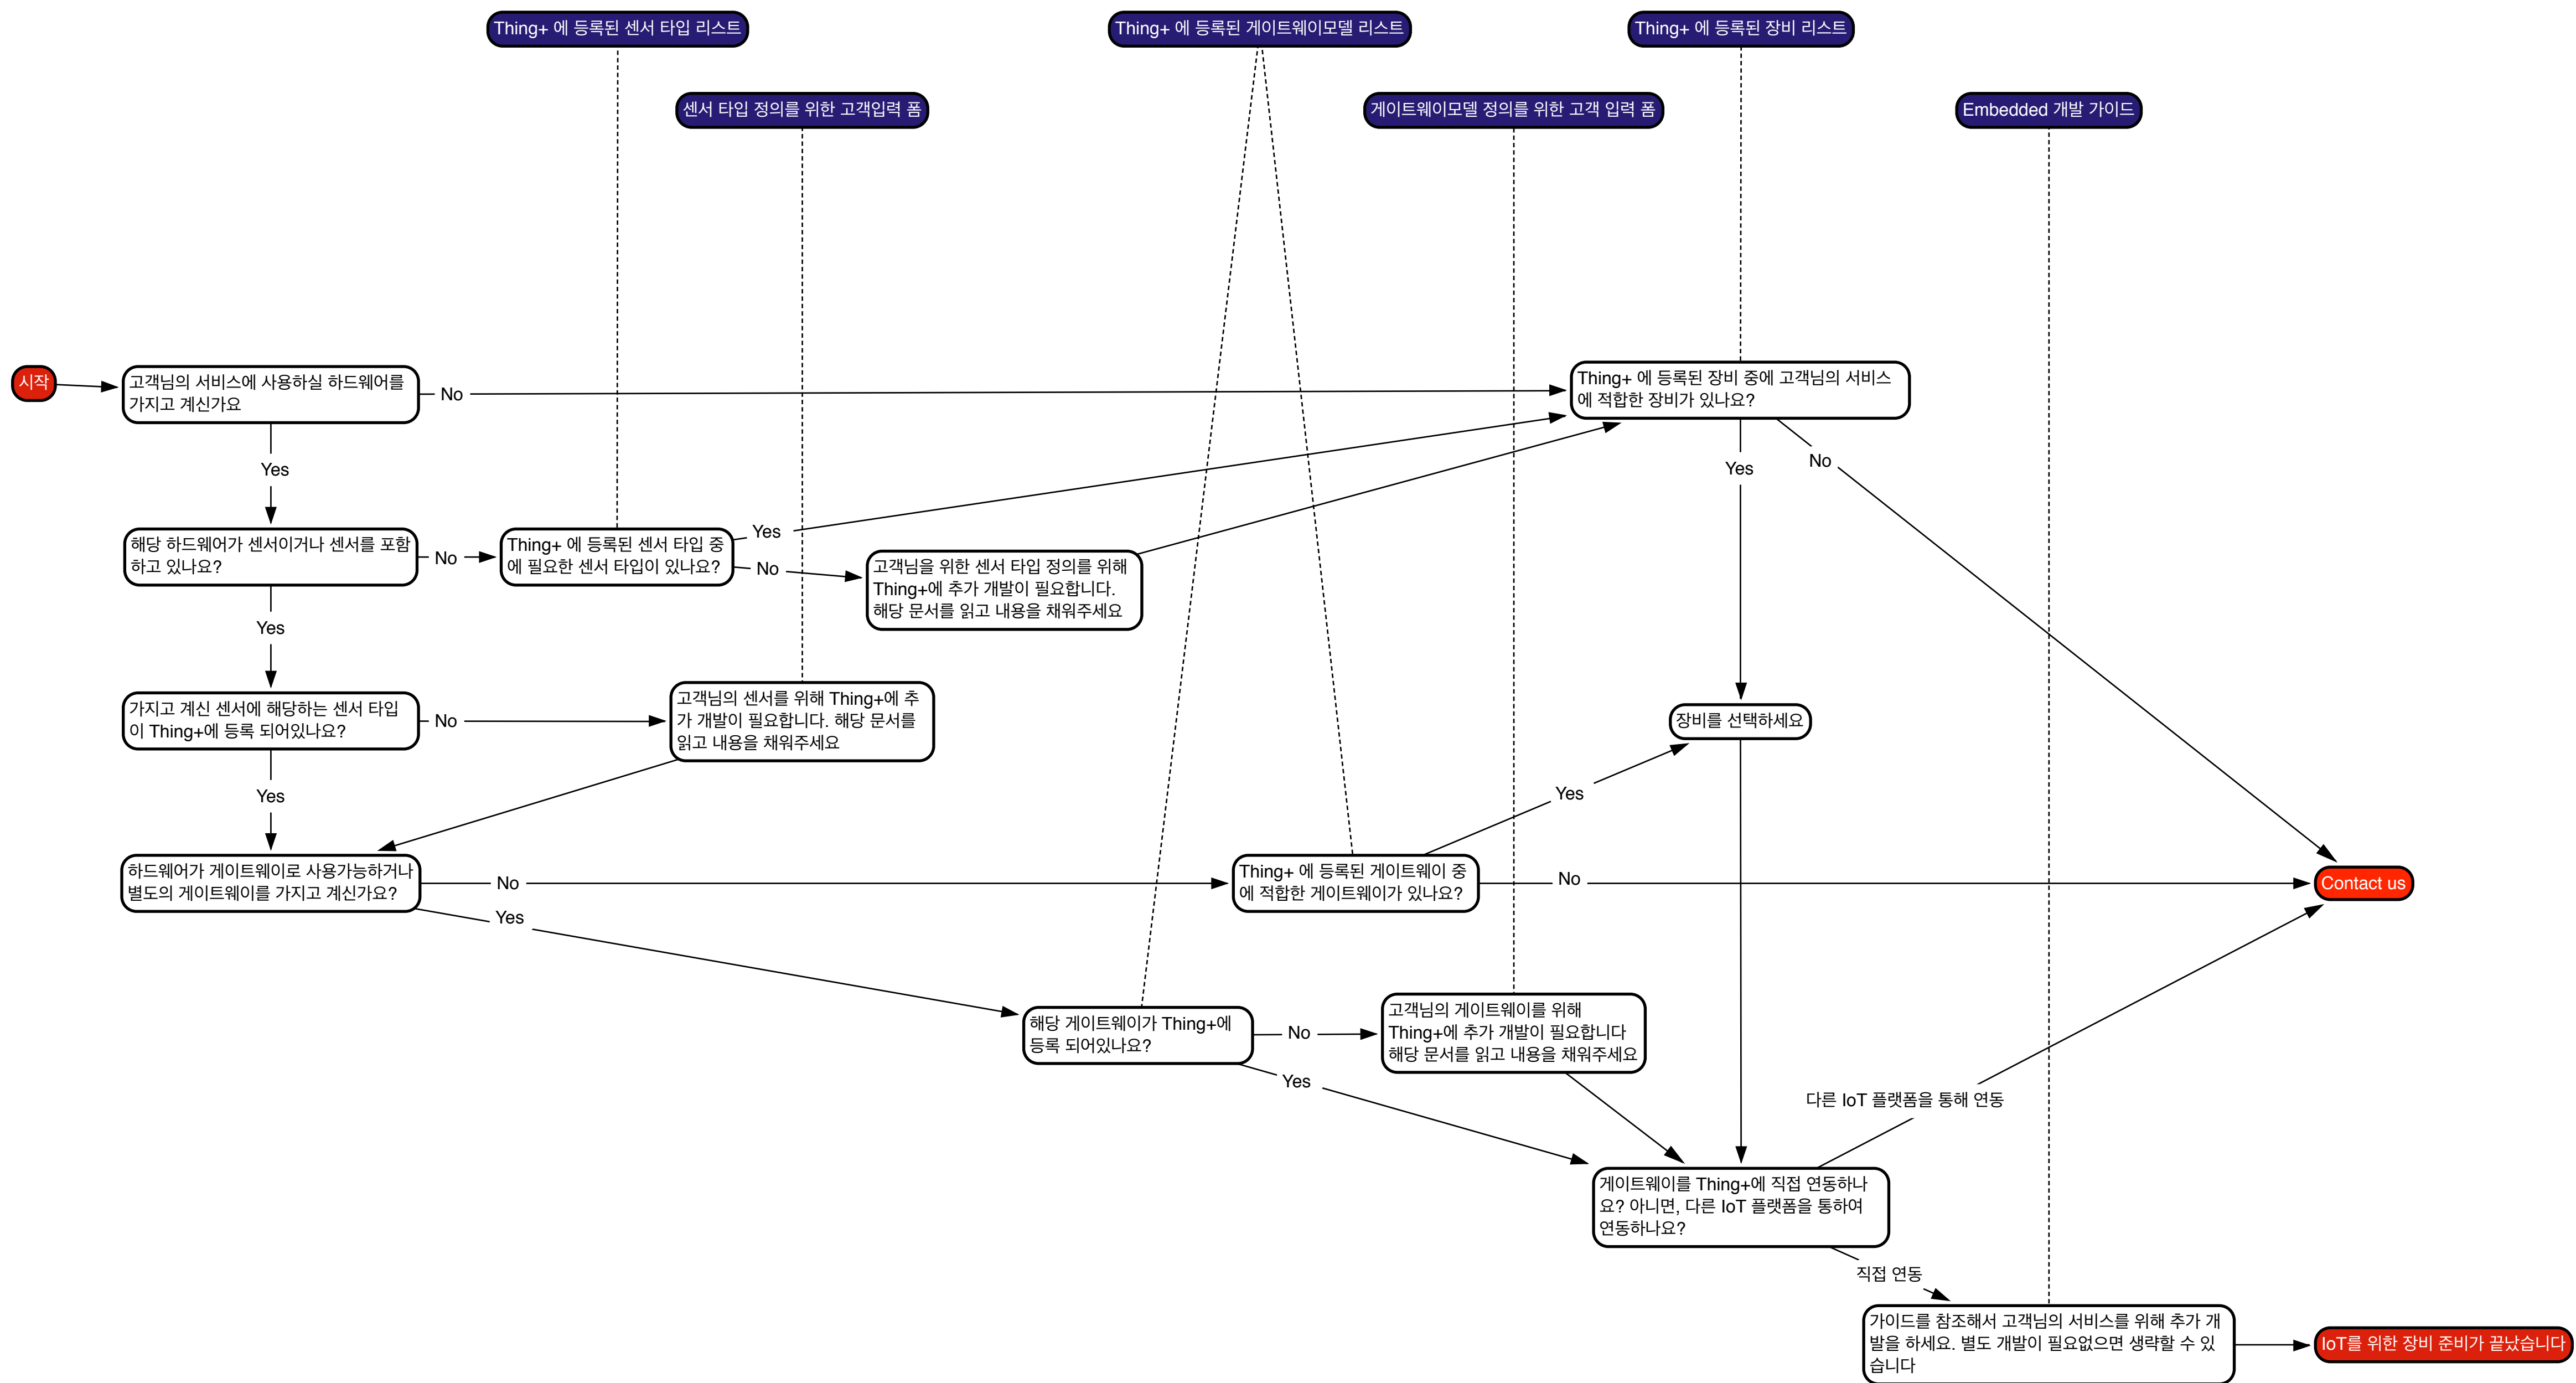 Thing+ 에 등록된 센서 타입 리스트
Thing+ 에 등록된 게이트웨이모델 리스트
Thing+ 에 등록된 장비 리스트
센서 타입 정의를 위한 고객입력 폼
게이트웨이모델 정의를 위한 고객 입력 폼
Embedded 개발 가이드
시작
고객님의 서비스에 사용하실 하드웨어를
가지고 계신가요
No
Thing+ 에 등록된 장비 중에 고객님의 서비스
에 적합한 장비가 있나요?
Yes
Yes
No
해당 하드웨어가 센서이거나 센서를 포함
하고 있나요?
No
Thing+ 에 등록된 센서 타입 중
에 필요한 센서 타입이 있나요?
Yes
No
고객님을 위한 센서 타입 정의를 위해
Thing+에 추가 개발이 필요합니다.
해당 문서를 읽고 내용을 채워주세요
Yes
가지고 계신 센서에 해당하는 센서 타입
이 Thing+에 등록 되어있나요?
No
고객님의 센서를 위해 Thing+에 추
가 개발이 필요합니다. 해당 문서를
읽고 내용을 채워주세요
장비를 선택하세요
Yes
Yes
하드웨어가 게이트웨이로 사용가능하거나
별도의 게이트웨이를 가지고 계신가요?
No
Thing+ 에 등록된 게이트웨이 중
에 적합한 게이트웨이가 있나요?
No
Contact us
Yes
해당 게이트웨이가 Thing+에
등록 되어있나요?
No
고객님의 게이트웨이를 위해
Thing+에 추가 개발이 필요합니다
해당 문서를 읽고 내용을 채워주세요
Yes
다른 IoT 플랫폼을 통해 연동
게이트웨이를 Thing+에 직접 연동하나
요? 아니면, 다른 IoT 플랫폼을 통하여
연동하나요?
직접 연동
가이드를 참조해서 고객님의 서비스를 위해 추가 개
발을 하세요. 별도 개발이 필요없으면 생략할 수 있
습니다
IoT를 위한 장비 준비가 끝났습니다